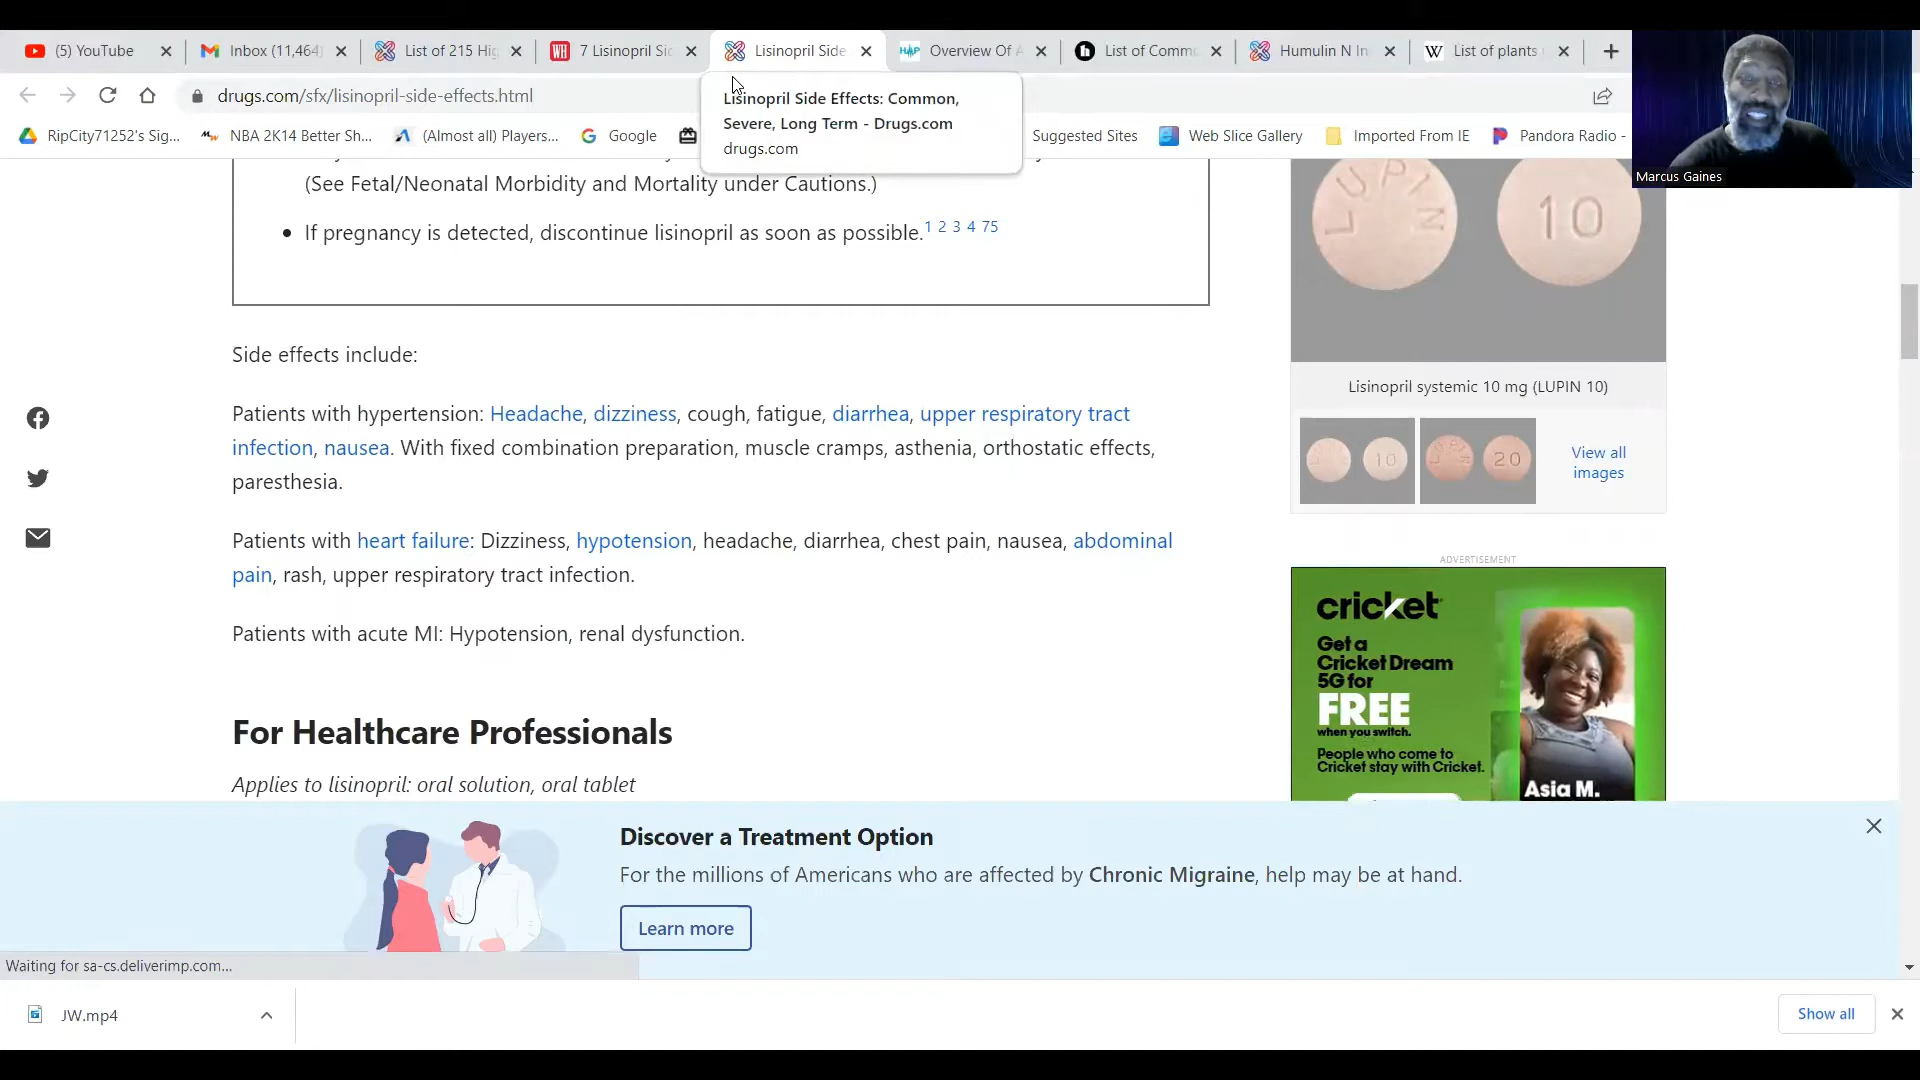 (5) YouTube
Inbox (11,464)
List of 215 Hig
7 Lisinopril Sid
Lisinopril Side
Overview Of A
List of Commo
Humulin N In
List of plants
drugs.com/sfx/lisinopril-side-effects.html
Lisinopril Side Effects: Common,
Severe, Long Term - Drugs.com
drugs.com
RipCity71252's Sig...
NBA 2K14 Better Sh...
(Almost all) Players...
Google
Suggested Sites
Web Slice Gallery
Imported From IE
Pandora Radio -
Marcus Gaines
(See Fetal/Neonatal Morbidity and Mortality under Cautions.)
• If pregnancy is detected, discontinue lisinopril as soon as possible. 1 2 3 4 75
Side effects include:
Patients with hypertension: Headache, dizziness, cough, fatigue, diarrhea, upper respiratory tract
infection, nausea. With fixed combination preparation, muscle cramps, asthenia, orthostatic effects,
paresthesia.
Patients with heart failure: Dizziness, hypotension, headache, diarrhea, chest pain, nausea, abdominal
pain, rash, upper respiratory tract infection.
Patients with acute MI: Hypotension, renal dysfunction.
For Healthcare Professionals
Applies to lisinopril: oral solution, oral tablet
LUPIN
10
Lisinopril systemic 10 mg (LUPIN 10)
10
LUPIN
20
View all
images
ADVERTISEMENT
cricket
Get a
Cricket Dream
5G for
FREE
when you switch.
People who come to
Cricket stay with Cricket.
Asia M.
Discover a Treatment Option
For the millions of Americans who are affected by Chronic Migraine, help may be at hand.
Learn more
Waiting for sa-cs.deliverimp.com...
JW.mp4
Show all